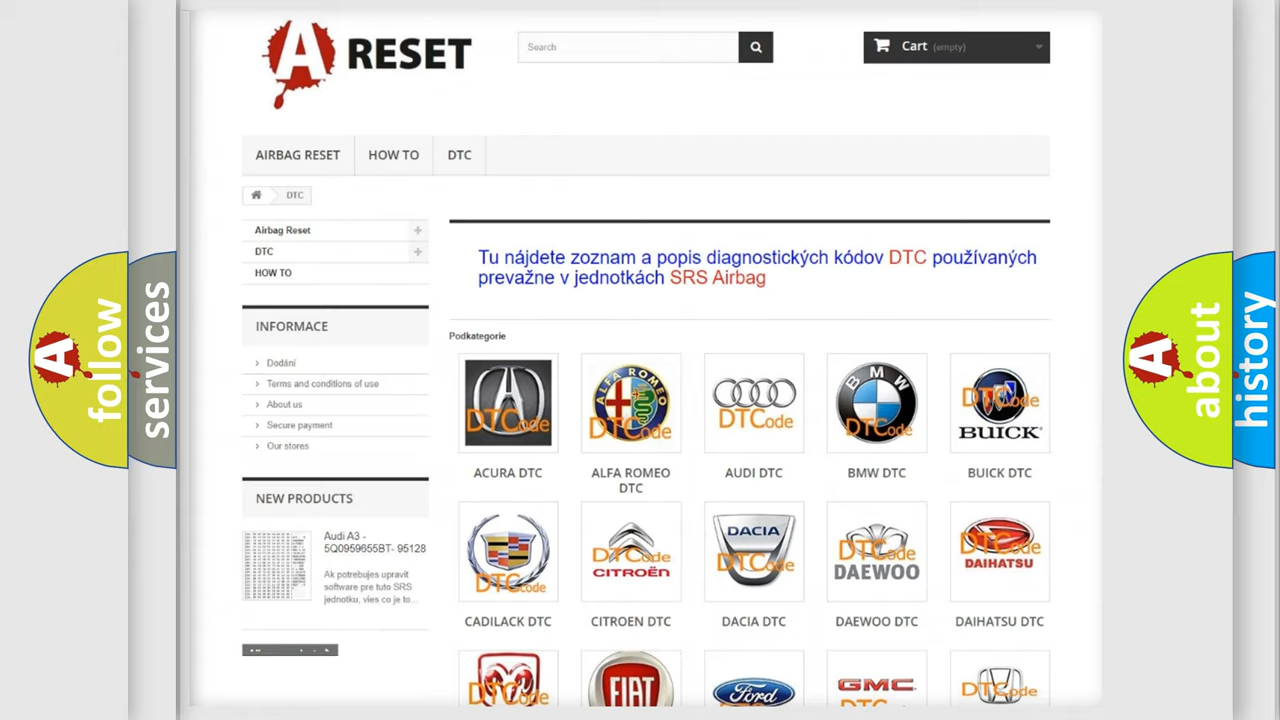 A RESET
Search
Cart (empty)
AIRBAG RESET
HOW TO
DTC
DTC
Airbag Reset
DTC
HOW TO
INFORMACE
Dodání
Terms and conditions of use
About us
Secure payment
Our stores
NEW PRODUCTS
Audi A3 -
5Q0959655BT- 95128
Ak potrebujes upravit
software pre tuto SRS
jednotku, vies co je to...
Tu nájdete zoznam a popis diagnostických kódov DTC používaných
prevažne v jednotkách SRS Airbag
Podkategorie
DTCode
ALFA ROMEO
DTCode
DTCode
BMW
DTCode
DTCode
BUICK
ACURA DTC
ALFA ROMEO
DTC
AUDI DTC
BMW DTC
BUICK DTC
DTCode
DTCode
CITROËN
DACIA
DTCode
DTCode
DAEWOO
DTCode
DAIHATSU
CADILACK DTC
CITROEN DTC
DACIA DTC
DAEWOO DTC
DAIHATSU DTC
DTCode
FIAT
Ford
GMC
DTCode
A follow
services
A about
history